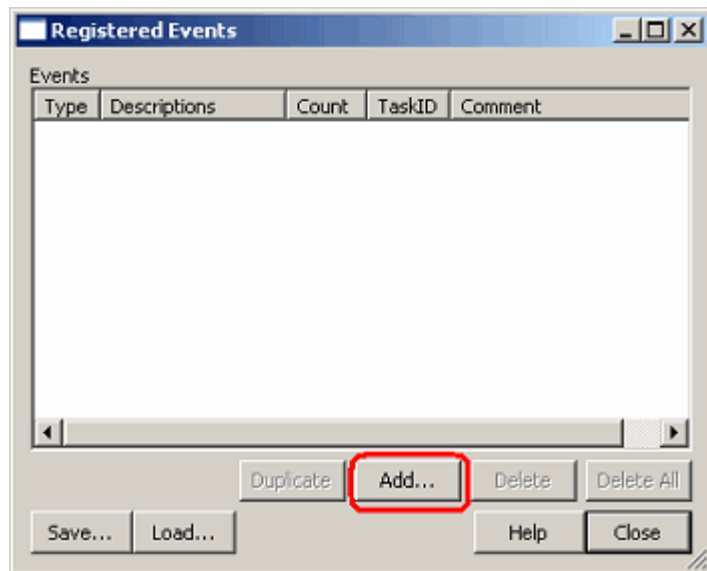 Registered Events
Events
Type Descriptions Count TaskID Comment
Duplicate Add... Delete Delete All
Save... Load... Help Close